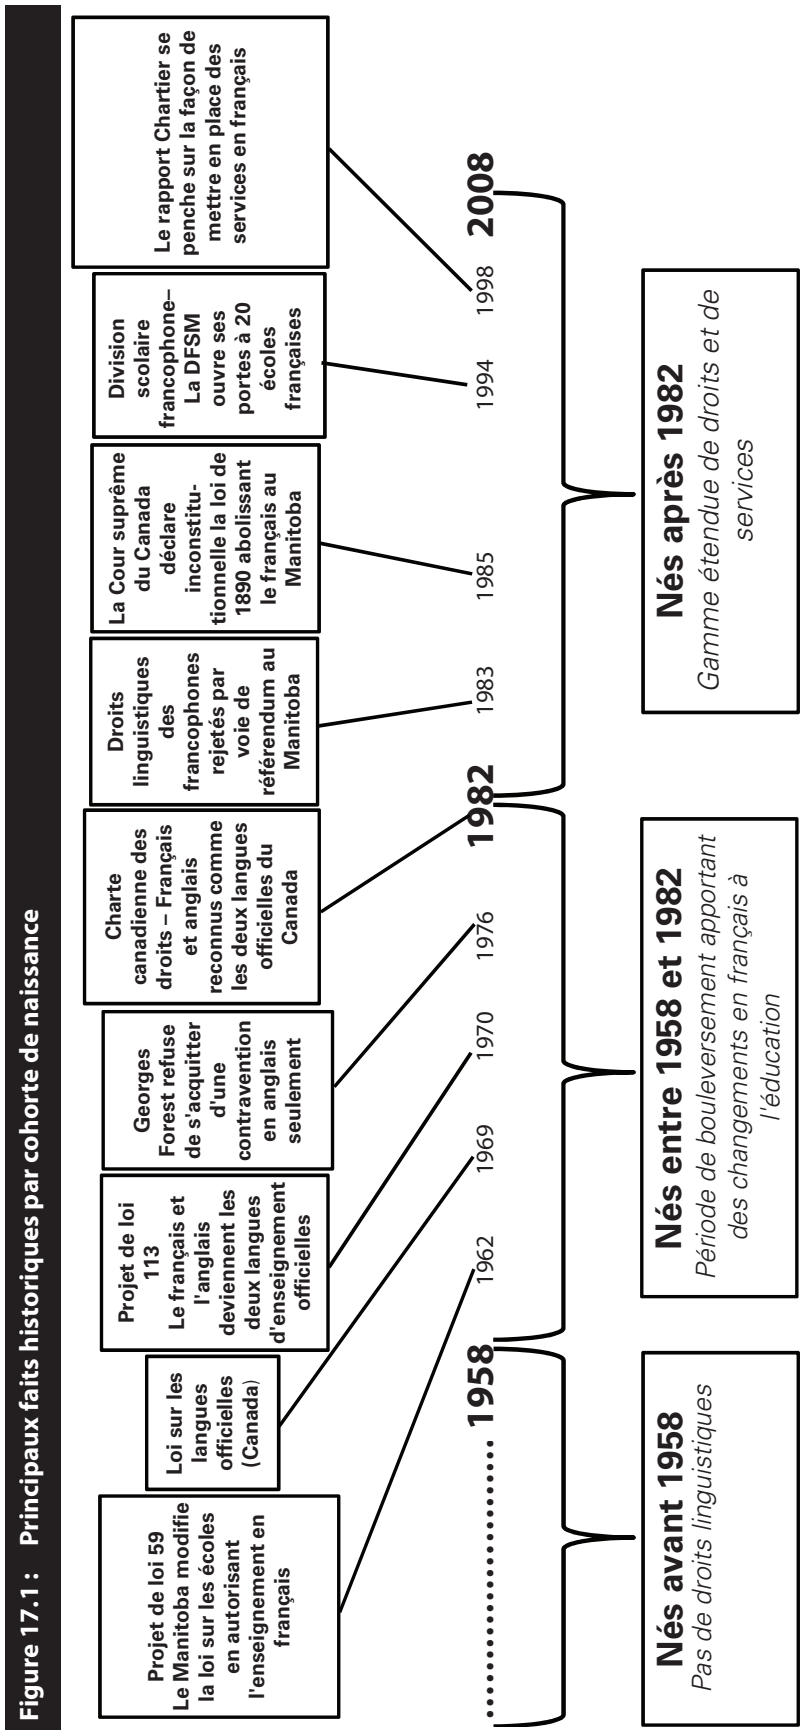 Figure 17.1 : Principaux faits historiques par cohorte de naissance
Projet de loi 59
Le Manitoba modifie
la loi sur les écoles
en autorisant
l'enseignement en
français
Loi sur les
langues
officielles
(Canada)
Projet de loi
113
Le français et
l'anglais
deviennent les
deux langues
d'enseignement
officielles
Georges
Forest refuse
de s'acquitter
d'une
contravention
en anglais
seulement
Charte
canadienne des
droits – Français
et anglais
reconnus comme
les deux langues
officielles du
Canada
Droits
linguistiques
des
francophones
rejetés par
voie de
référendum au
Manitoba
La Cour suprême
du Canada
déclare
inconstitu-
tionnelle la loi de
1890 abolissant
le français au
Manitoba
Division
scolaire
francophone–
La DFSM
ouvre ses
portes à 20
écoles
françaises
Le rapport Chartier se
penche sur la façon de
mettre en place des
services en français
1958
1962
1969
1970
1976
1982
1983
1985
1994
1998
2008
Nés avant 1958
Pas de droits linguistiques
Nés entre 1958 et 1982
Période de bouleversement apportant
des changements en français à
l'éducation
Nés après 1982
Gamme étendue de droits et de
services